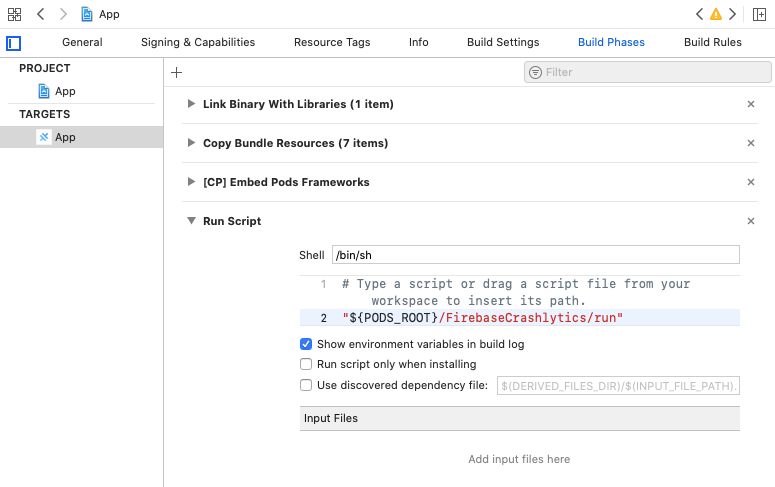 App
General Signing & Capabilities Resource Tags Info Build Settings Build Phases Build Rules
PROJECT
App
TARGETS
App
Filter
Link Binary With Libraries (1 item)
Copy Bundle Resources (7 items)
[CP] Embed Pods Frameworks
Run Script
Shell /bin/sh
1 # Type a script or drag a script file from your
workspace to insert its path.
2 "${PODS_ROOT}/FirebaseCrashlytics/run"
Show environment variables in build log
Run script only when installing
Use discovered dependency file: $(DERIVED_FILES_DIR)/$(INPUT_FILE_PATH).
Input Files
Add input files here